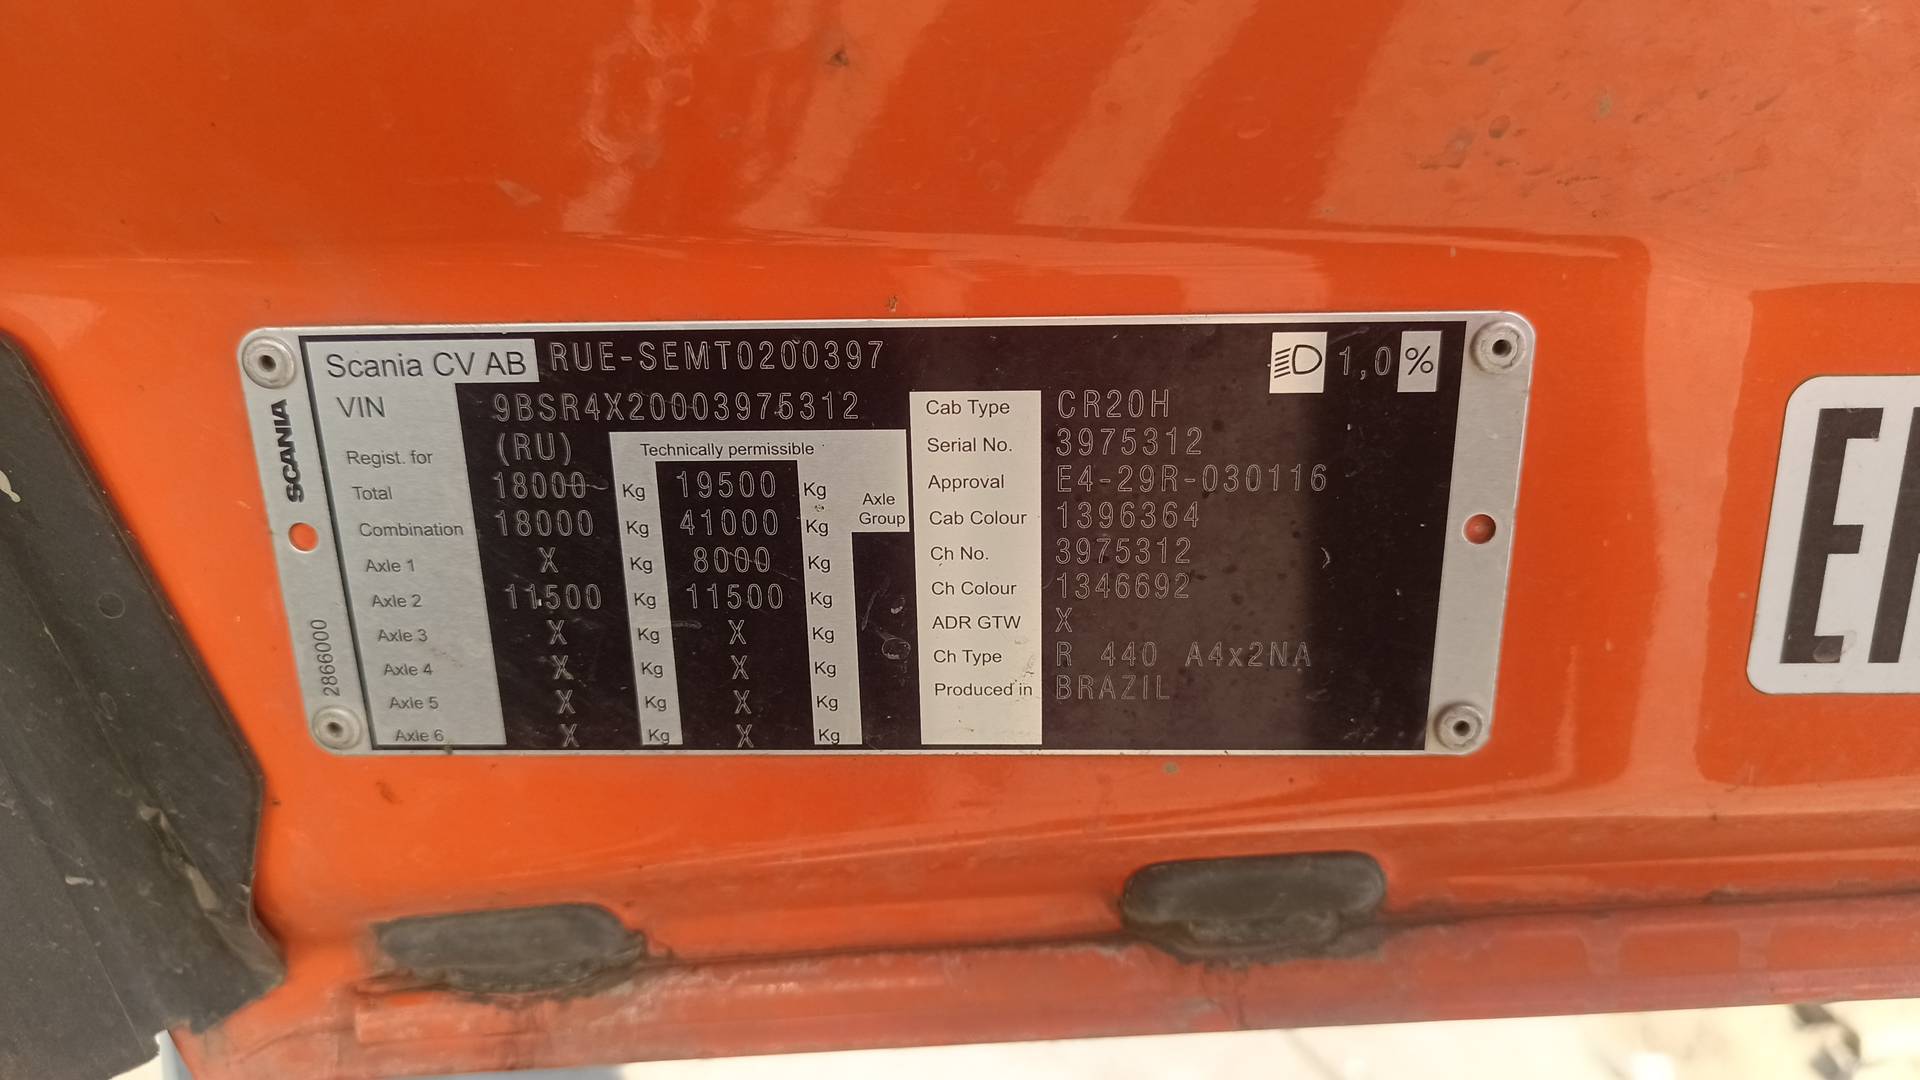 Scania CV AB RUE-SEMT0200397 1,0 %
SCANIA
2866000
VIN 9BSR4X20003975312
Regist. for (RU) Technically permissible
Total 18000 Kg 19500 Kg Axle Group
Combination 18000 Kg 41000 Kg
Axle 1 X Kg 8000 Kg
Axle 2 11500 Kg 11500 Kg
Axle 3 X Kg X Kg
Axle 4 X Kg X Kg
Axle 5 X Kg X Kg
Axle 6 X Kg X Kg
Cab Type CR20H
Serial No. 3975312
Approval E4-29R-030116
Cab Colour 1396364
Ch No. 3975312
Ch Colour 1346692
ADR GTW X
Ch Type R 440 A4x2NA
Produced in BRAZIL